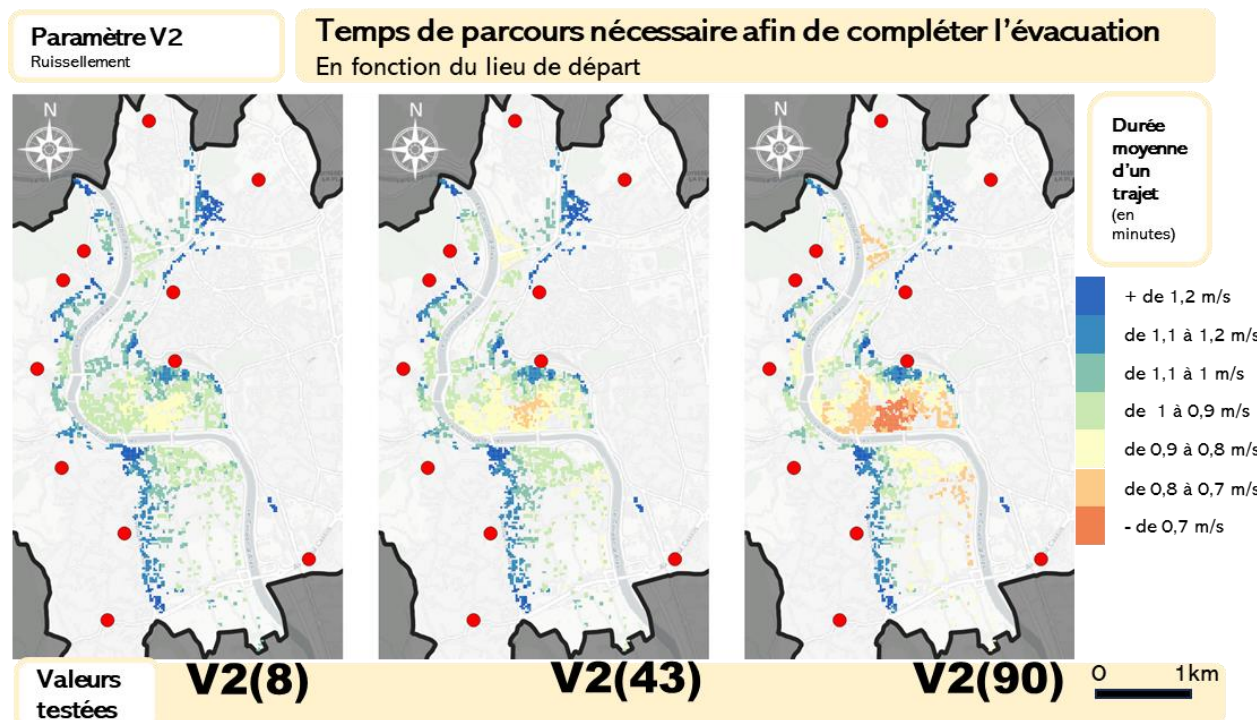 Paramètre V2
Ruissellement
Temps de parcours nécessaire afin de compléter l'évacuation
En fonction du lieu de départ
N
N
N
Durée
moyenne
d'un
trajet
(en
minutes)
+ de 1,2 m/s
de 1,1 à 1,2 m/s
de 1,1 à 1 m/s
de 1 à 0,9 m/s
de 0,9 à 0,8 m/s
de 0,8 à 0,7 m/s
- de 0,7 m/s
Valeurs
testées
V2(8)
V2(43)
V2(90)
0 1km